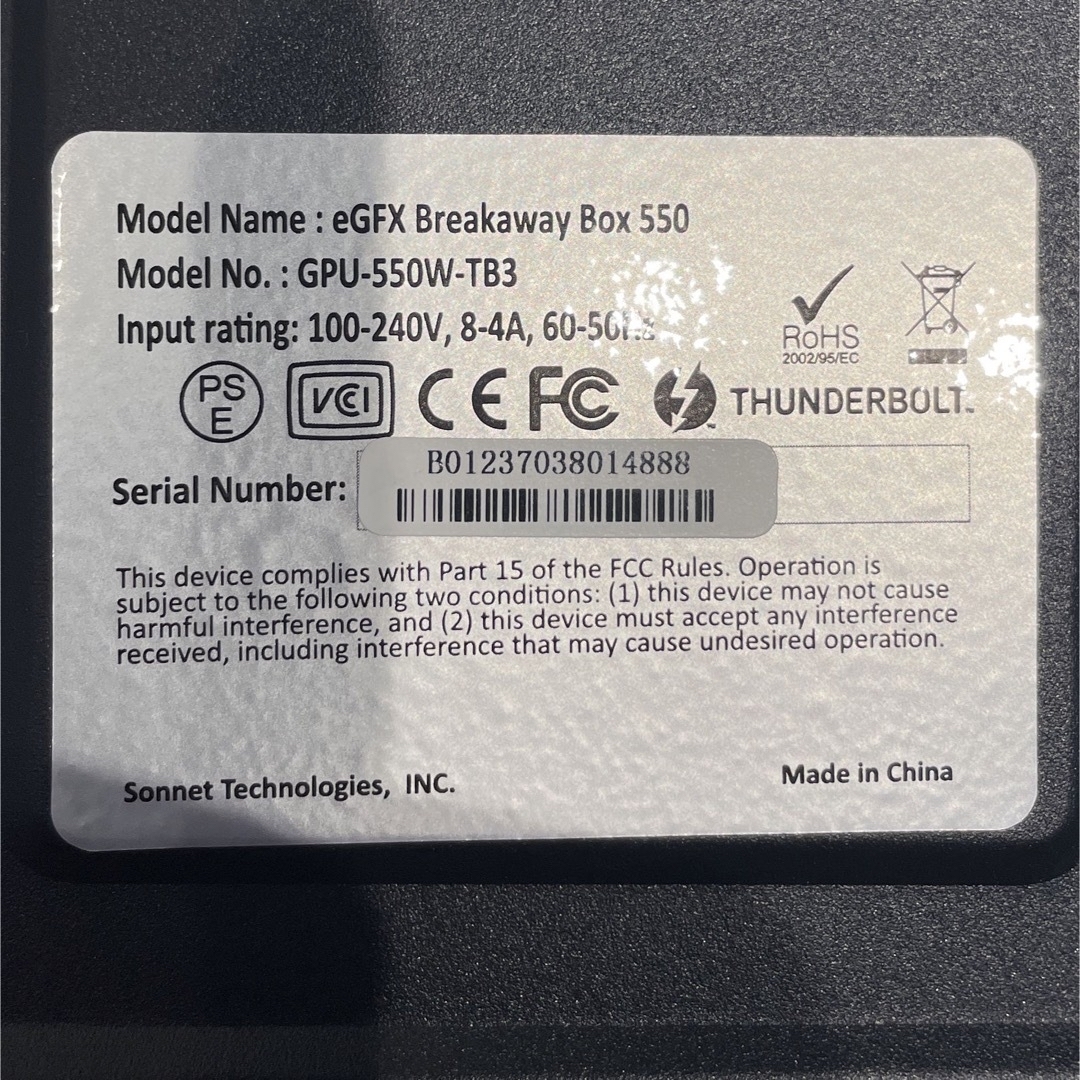 Model Name : eGFX Breakaway Box 550
Model No. : GPU-550W-TB3
Input rating: 100-240V, 8-4A, 60-50Hz
RoHS
2002/95/EC
PS
E
VCCI
CE FC THUNDERBOLT™
B01237038014888
Serial Number:
This device complies with Part 15 of the FCC Rules. Operation is
subject to the following two conditions: (1) this device may not cause
harmful interference, and (2) this device must accept any interference
received, including interference that may cause undesired operation.
Sonnet Technologies, INC.
Made in China